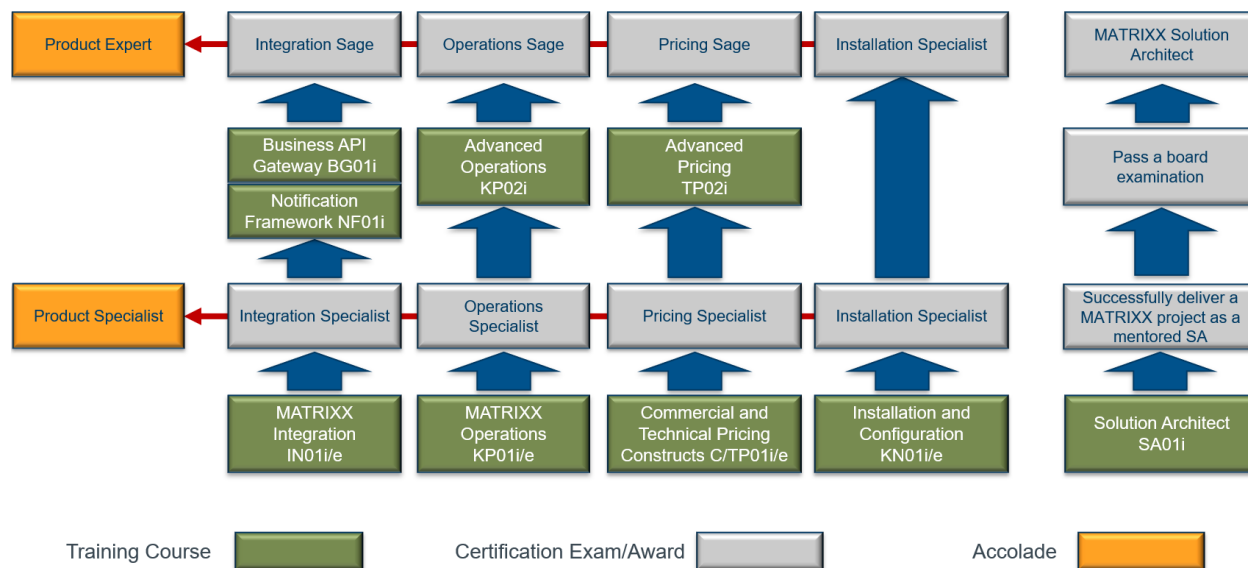 Product Expert
Integration Sage
Operations Sage
Pricing Sage
Installation Specialist
MATRIXX Solution
Architect
Business API
Gateway BG01i
Notification
Framework NF01i
Advanced
Operations
KP02i
Advanced
Pricing
TP02i
Pass a board
examination
Product Specialist
Integration Specialist
Operations
Specialist
Pricing Specialist
Installation Specialist
Successfully deliver a
MATRIXX project as a
mentored SA
MATRIXX
Integration
IN01i/e
MATRIXX
Operations
KP01i/e
Commercial and
Technical Pricing
Constructs C/TP01i/e
Installation and
Configuration
KN01i/e
Solution Architect
SA01i
Training Course
Certification Exam/Award
Accolade